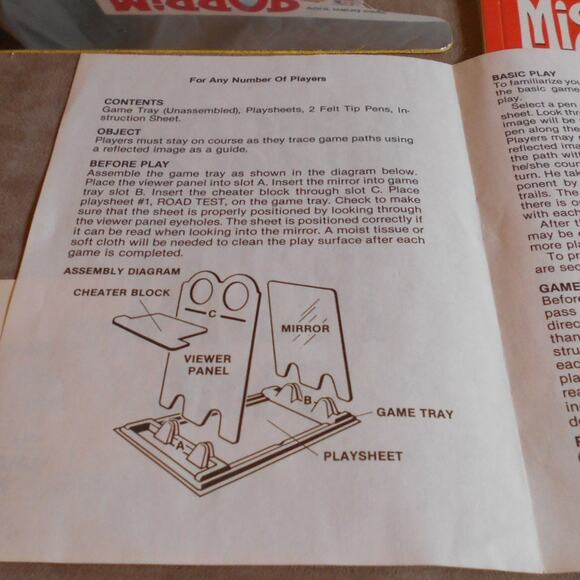 For Any Number Of Players
CONTENTS
Game Tray (Unassembled), Playsheets, 2 Felt Tip Pens, In-
struction Sheet.
OBJECT
Players must stay on course as they trace game paths using
a reflected image as a guide.
BEFORE PLAY
Assemble the game tray as shown in the diagram below.
Place the viewer panel into slot A. Insert the mirror into game
tray slot B. Insert the cheater block through slot C. Place
playsheet #1, ROAD TEST, on the game tray. Check to make
sure that the sheet is properly positioned by looking through
the viewer panel eyeholes. The sheet is positioned correctly if
it can be read when looking into the mirror. A moist tissue or
soft cloth will be needed to clean the play surface after each
game is completed.
ASSEMBLY DIAGRAM
CHEATER BLOCK
C
MIRROR
VIEWER
PANEL
B
GAME TRAY
A
PLAYSHEET
BASIC PLAY
To familiarize you
the basic game
play.
Select a pen
sheet. Look thr
image will be
pen along the
Players may
reflected ima
the path with
he/she coun
turn. He tak
ponent by
trails. The
there is o
with each
After t
may be
more pla
To pr
are sec
GAME
Before
pass
direc
than
stru
eac
pla
rea
in
d